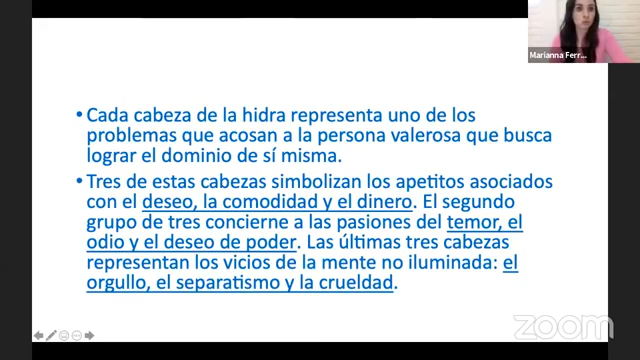 Marianna Ferr...
• Cada cabeza de la hidra representa uno de los
problemas que acosan a la persona valerosa que busca
lograr el dominio de sí misma.
• Tres de estas cabezas simbolizan los apetitos asociados
con el deseo, la comodidad y el dinero. El segundo
grupo de tres concierne a las pasiones del temor, el
odio y el deseo de poder. Las últimas tres cabezas
representan los vicios de la mente no iluminada: el
orgullo, el separatismo y la crueldad.
zoom